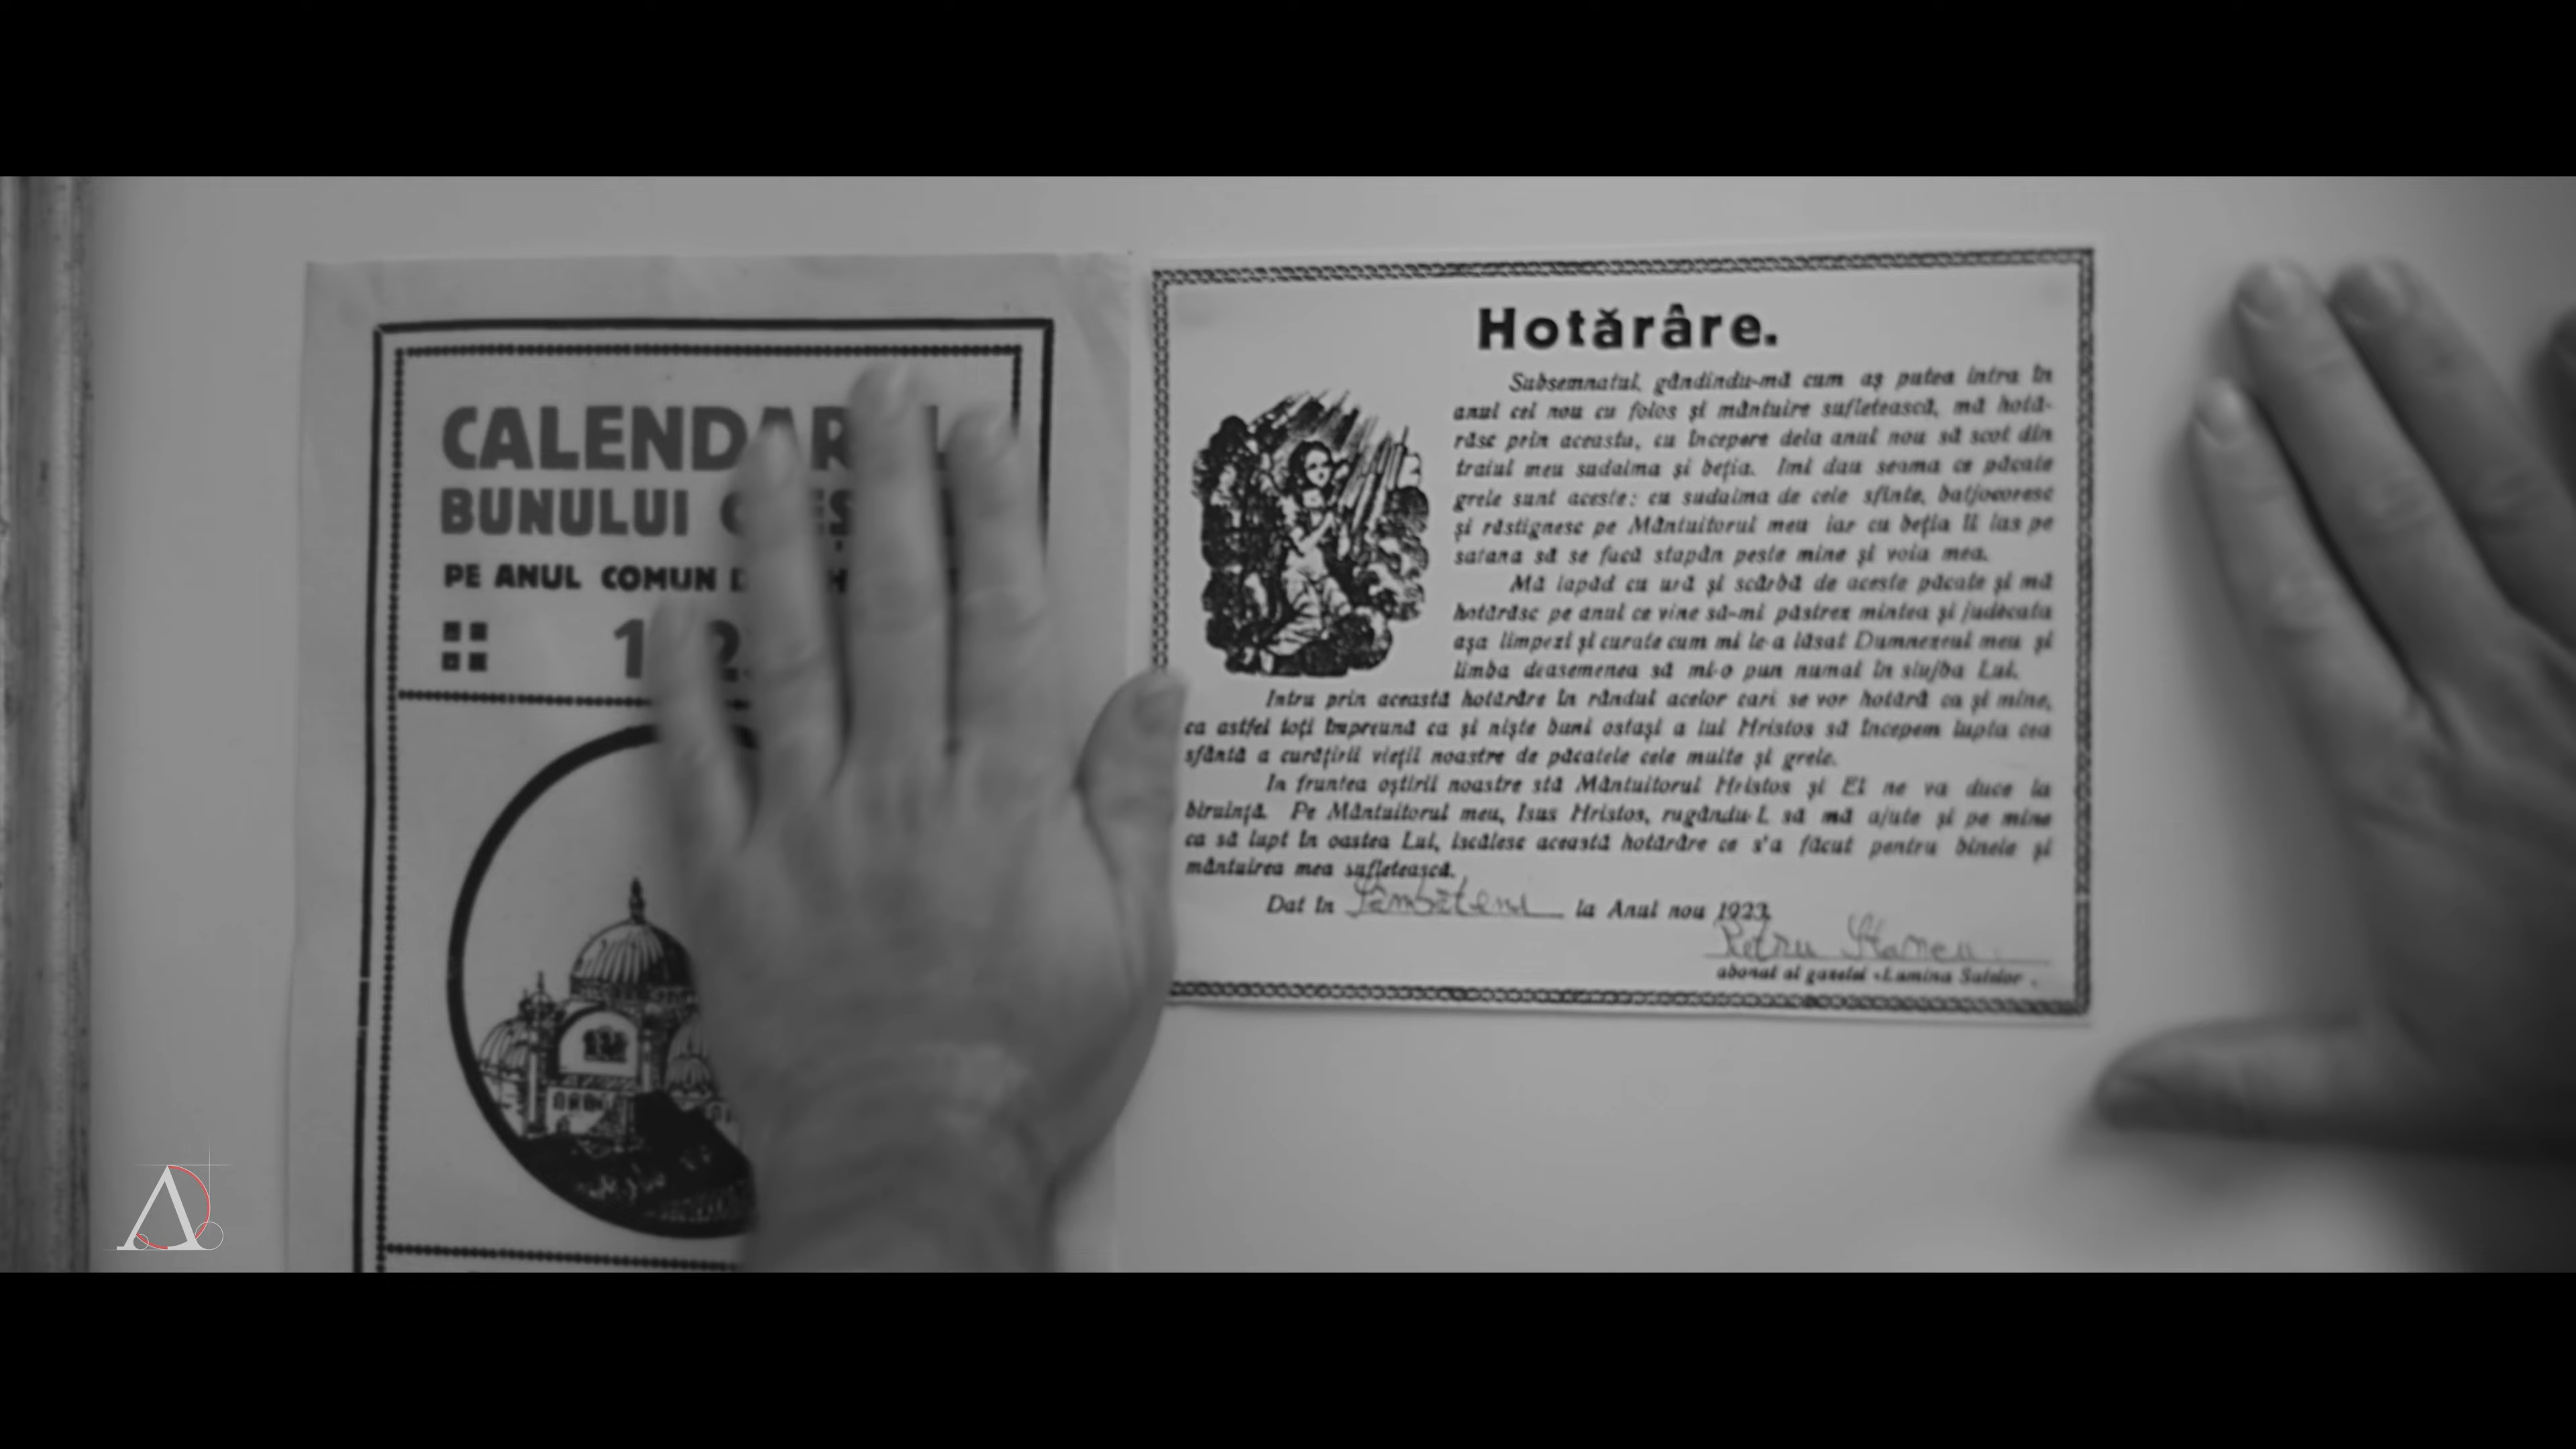 CALENDAR
BUNULUI
PE ANUL COMUN
Hotărâre.
Subsemnatul, gândindu-mă cum aş putea intra în
anul cel nou cu folos şi mântuire sufletească, mă hotă-
răsc prin aceasta, cu începere dela anul nou să scot din
traiul meu sudalma şi beţia. Imi dau seama ce păcate
grele sunt aceste: cu sudalma de cele sfinte, batjocoresc
şi răstignesc pe Mântuitorul meu iar cu beţia îl las pe
satana să se facă stapân peste mine şi voia mea.
Mă lapăd cu ură şi scârbă de aceste păcate şi mă
hotărăsc pe anul ce vine să-mi păstrez mintea şi judecata
aşa limpezi şi curate cum mi le-a lăsat Dumnezeul meu şi
limba deasemenea să mi-o pun numai în slujba Lui.
Intru prin această hotărâre în rândul acelor cari se vor hotără ca şi mine,
ca astfel toţi împreună ca şi nişte buni ostaşi a lui Hristos să începem lupta cea
sfântă a curăţirii vieţii noastre de păcatele cele multe şi grele.
In fruntea oştirii noastre stă Mântuitorul Hristos şi El ne va duce la
biruinţă. Pe Mântuitorul meu, Isus Hristos, rugându-L să mă ajute şi pe mine
ca să lupt în oastea Lui, iscălesc această hotărâre ce s'a făcut pentru binele şi
mântuirea mea sufletească.
Dat în Sâmbăteni la Anul nou 1923.
Petru Stancu
abonat al gazetei «Lumina Satelor».